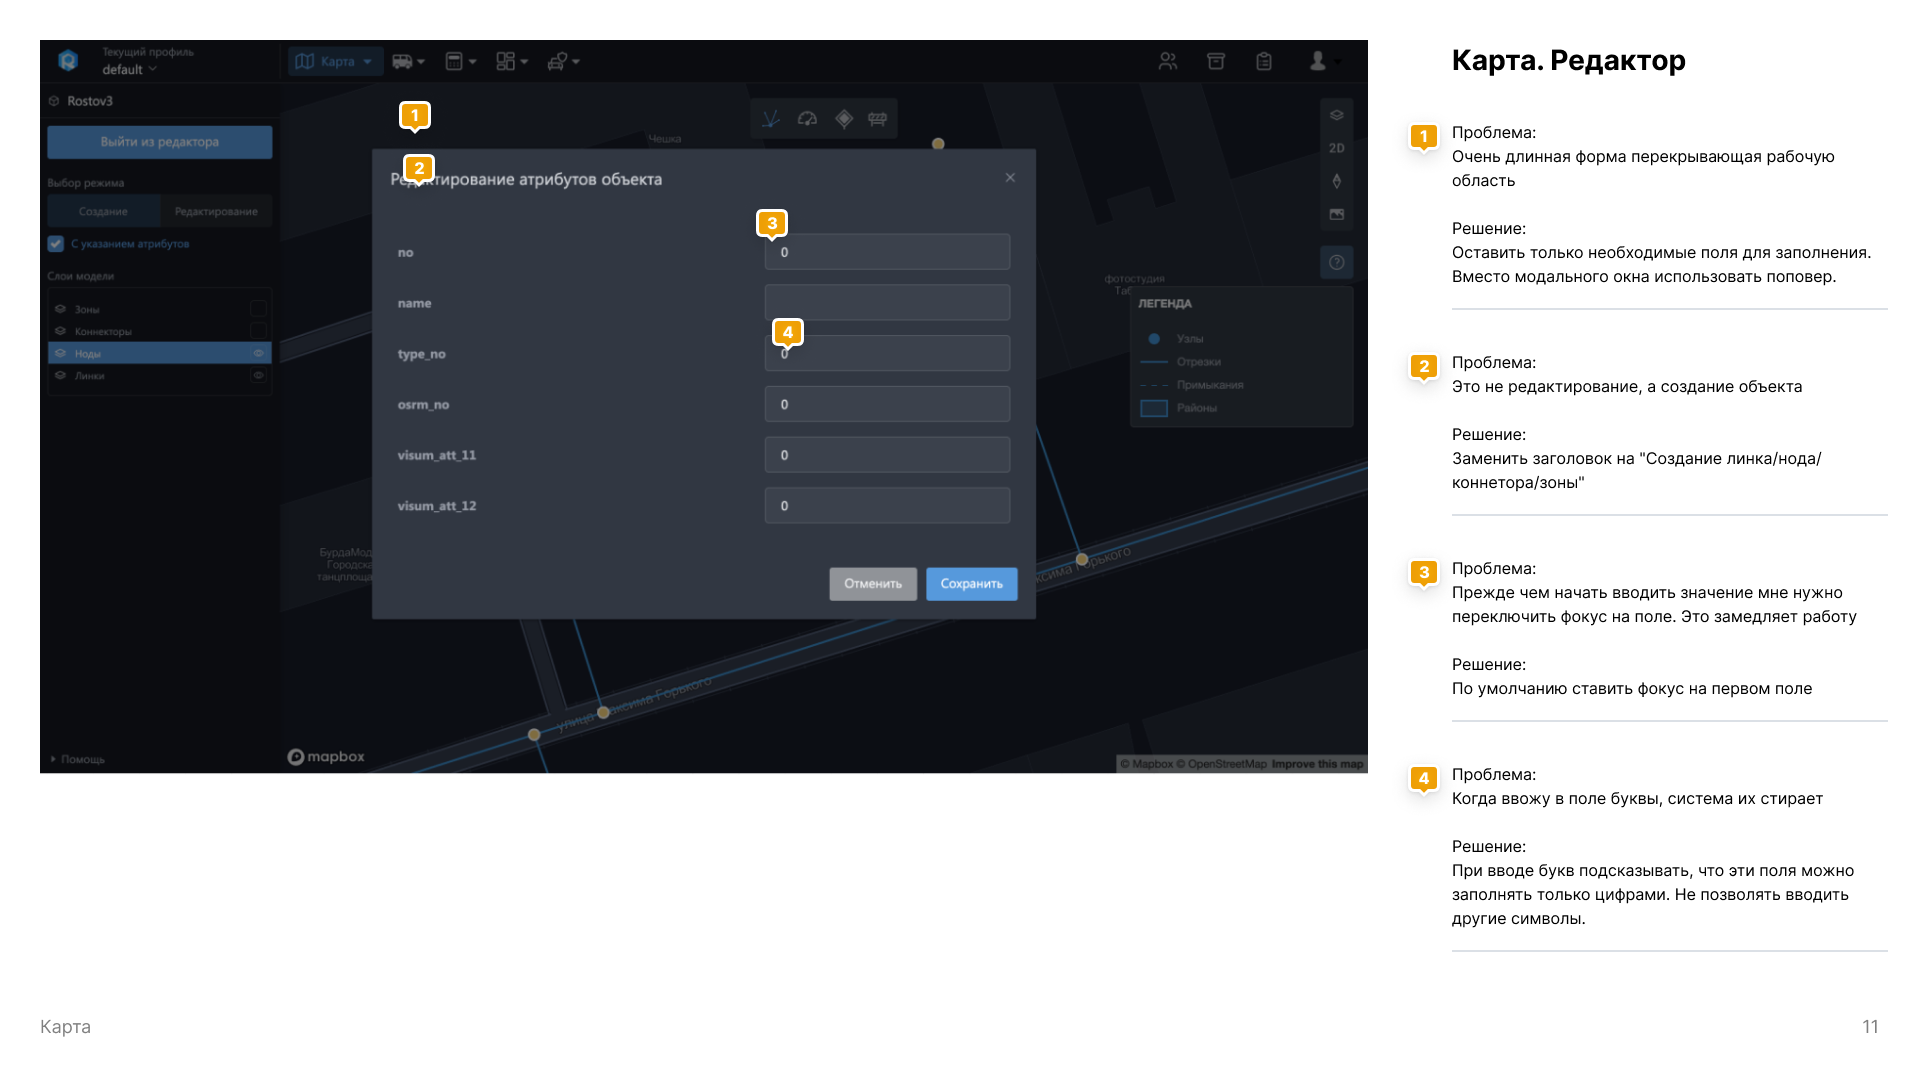 Текущий профиль
default
Карта
Rostov3
Выйти из редактора
Выбор режима
Создание
Редактирование
С указанием атрибутов
Слои модели
Зоны
Коннекторы
Ноды
Линки
Помощь
1
Чешка
2D
2
Редактирование атрибутов объекта
3
no
0
name
4
type_no
0
osrm_no
0
visum_att_11
0
visum_att_12
0
Отменить
Сохранить
фотостудия
ЛЕГЕНДА
Узлы
Отрезки
Примыкания
Районы
улица Максима Горького
mapbox
© Mapbox © OpenStreetMap Improve this map
Карта. Редактор
1
Проблема:
Очень длинная форма перекрывающая рабочую
область
Решение:
Оставить только необходимые поля для заполнения.
Вместо модального окна использовать поповер.
2
Проблема:
Это не редактирование, а создание объекта
Решение:
Заменить заголовок на "Создание линка/нода/
коннетора/зоны"
3
Проблема:
Прежде чем начать вводить значение мне нужно
переключить фокус на поле. Это замедляет работу
Решение:
По умолчанию ставить фокус на первом поле
4
Проблема:
Когда ввожу в поле буквы, система их стирает
Решение:
При вводе букв подсказывать, что эти поля можно
заполнять только цифрами. Не позволять вводить
другие символы.
Карта
11